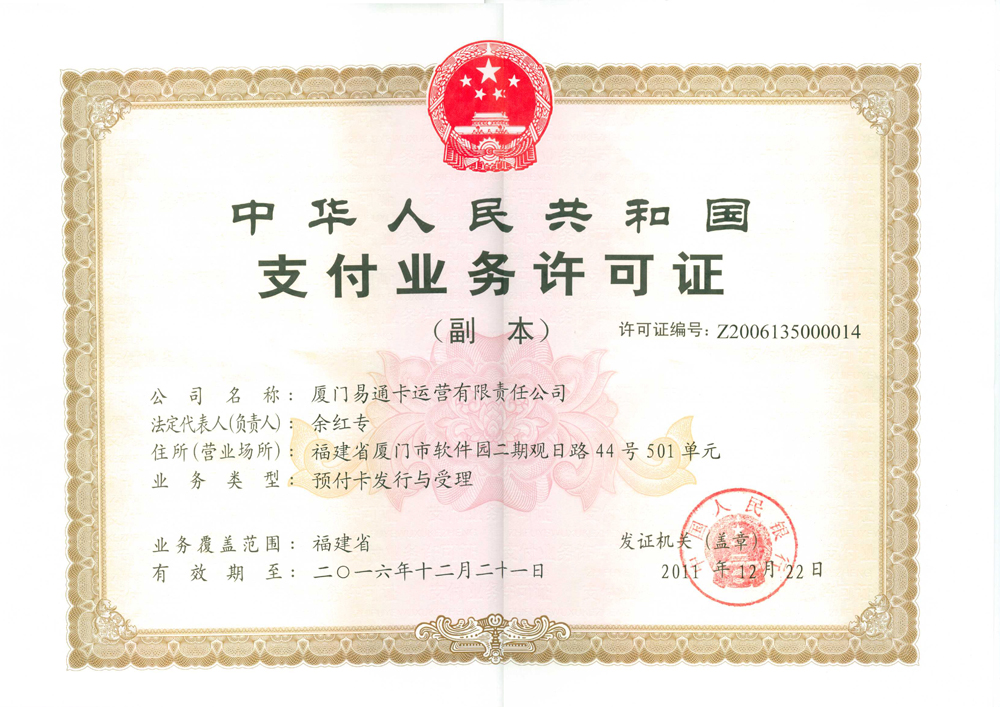 中华人民共和国
支付业务许可证
（副 本）
许可证编号: Z2006135000014
公司名称: 厦门易通卡运营有限责任公司
法定代表人(负责人): 余红专
住所(营业场所): 福建省厦门市软件园二期观日路44号501单元
业务类型: 预付卡发行与受理
业务覆盖范围: 福建省
发证机关（盖章）
有效期至: 二〇一六年十二月二十一日
2011年12月22日
中国人民银行